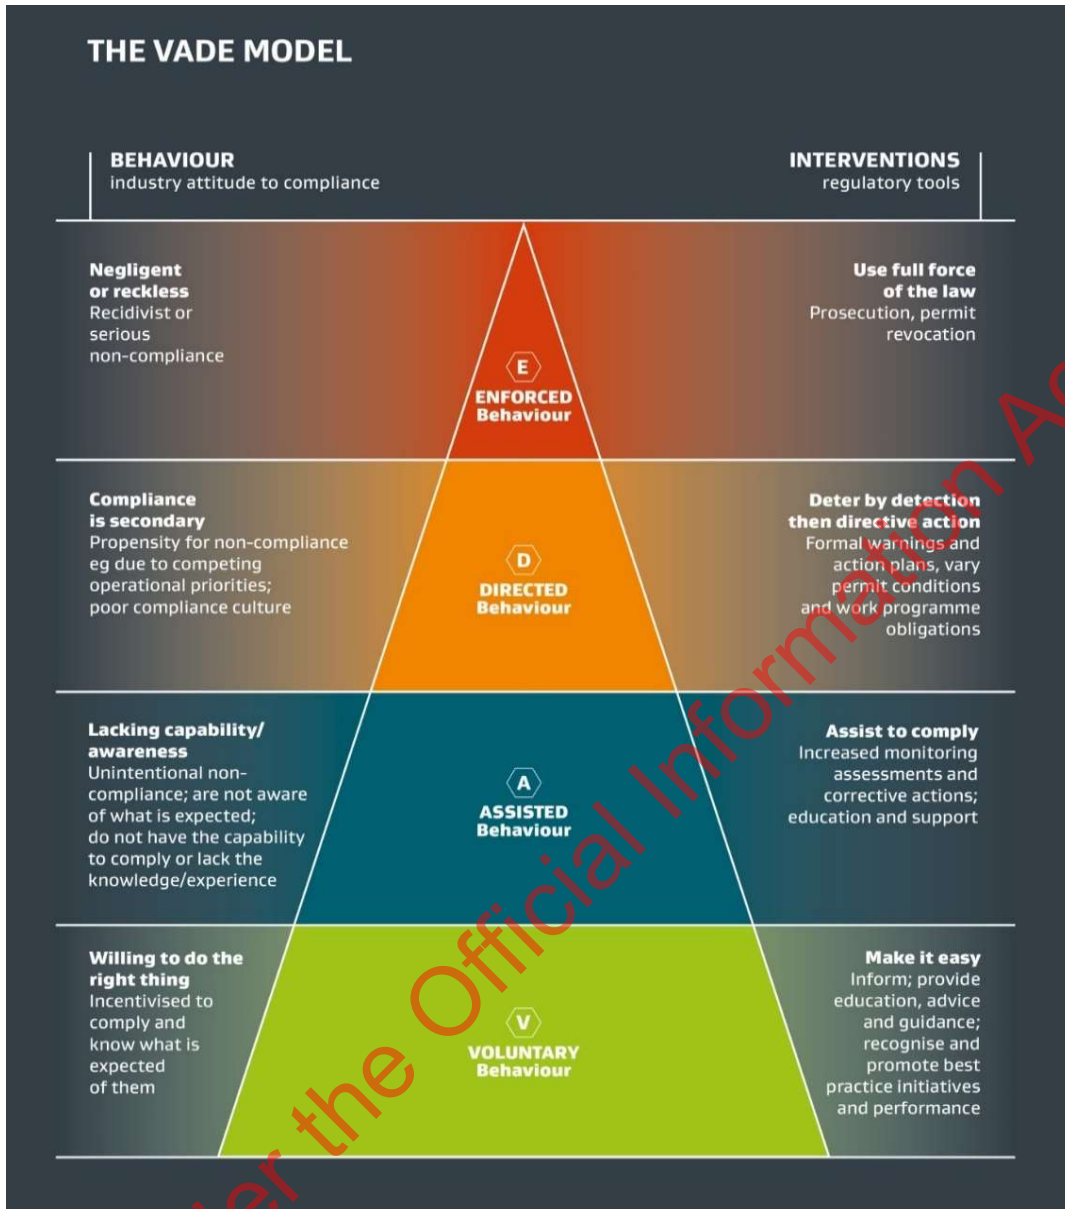 THE VADE MODEL
BEHAVIOUR
industry attitude to compliance
INTERVENTIONS
regulatory tools
Negligent
or reckless
Recidivist or
serious
non-compliance
E
ENFORCED
Behaviour
Use full force
of the law
Prosecution, permit
revocation
Compliance
is secondary
Propensity for non-compliance
eg due to competing
operational priorities;
poor compliance culture
D
DIRECTED
Behaviour
Deter by detection
then directive action
Formal warnings and
action plans, vary
permit conditions
and work programme
obligations
Lacking capability/
awareness
Unintentional non-
compliance; are not aware
of what is expected;
do not have the capability
to comply or lack the
knowledge/experience
A
ASSISTED
Behaviour
Assist to comply
Increased monitoring
assessments and
corrective actions;
education and support
Willing to do the
right thing
Incentivised to
comply and
know what is
expected
of them
V
VOLUNTARY
Behaviour
Make it easy
Inform; provide
education, advice
and guidance;
recognise and
promote best
practice initiatives
and performance
the Official Information